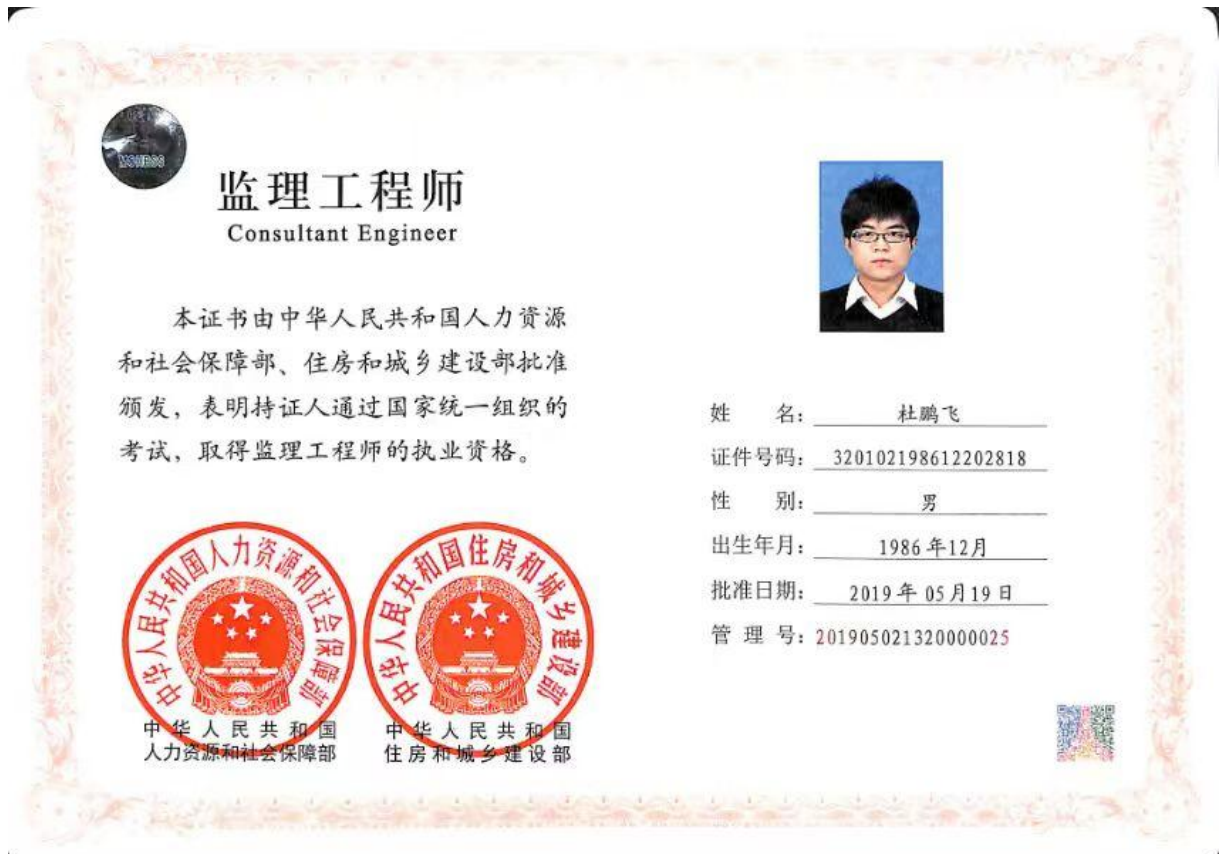 MOHRSS
监理工程师
Consultant Engineer
本证书由中华人民共和国人力资源
和社会保障部、住房和城乡建设部批准
颁发，表明持证人通过国家统一组织的
考试，取得监理工程师的执业资格。
中华人民共和国人力资源和社会保障部
中华人民共和国住房和城乡建设部
中华人民共和国
人力资源和社会保障部
中华人民共和国
住房和城乡建设部
姓 名：杜鹏飞
证件号码：320102198612202818
性 别：男
出生年月：1986年12月
批准日期：2019年05月19日
管 理 号：201905021320000025